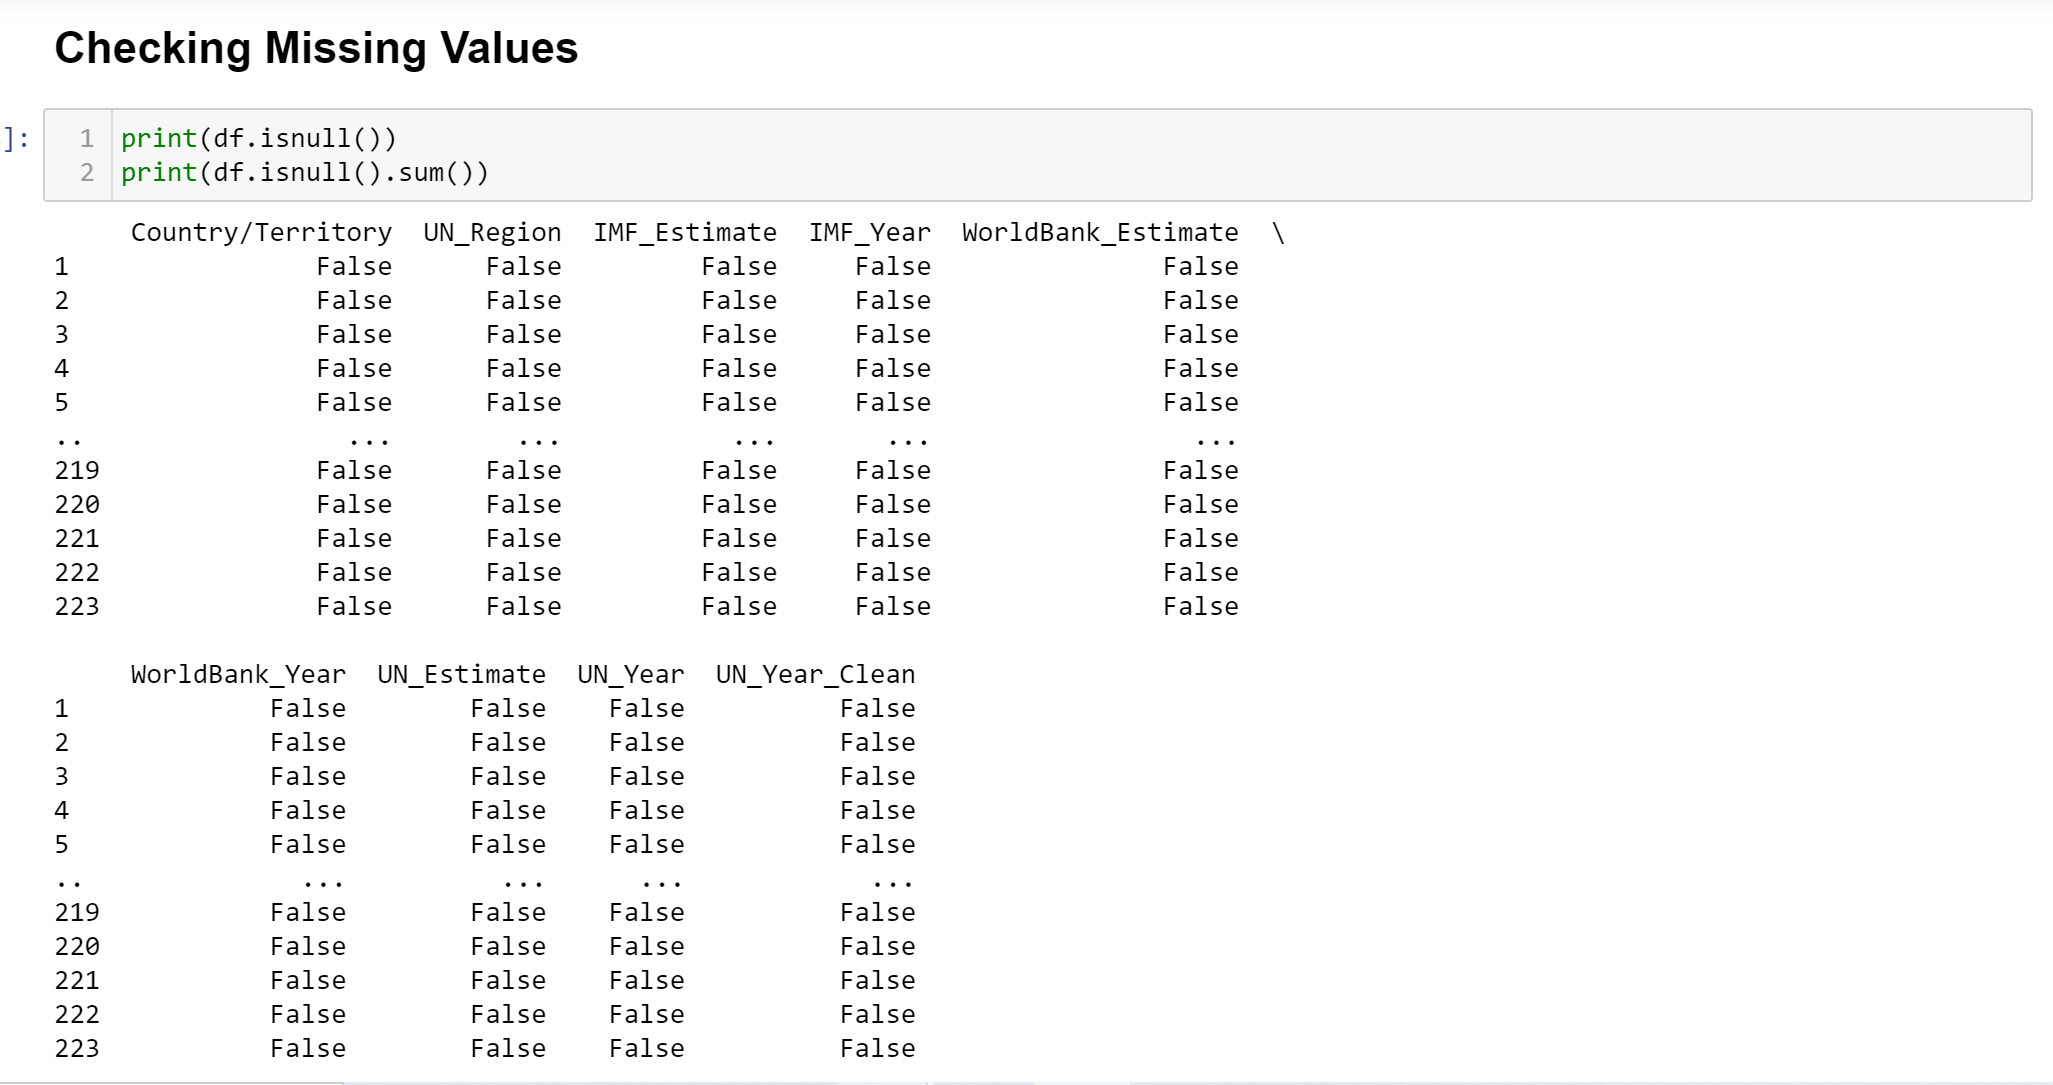 Checking Missing Values
]:
1 print(df.isnull())
2 print(df.isnull().sum())
Country/Territory UN_Region IMF_Estimate IMF_Year WorldBank_Estimate \
1 False False False False False
2 False False False False False
3 False False False False False
4 False False False False False
5 False False False False False
.. ... ... ... ... ...
219 False False False False False
220 False False False False False
221 False False False False False
222 False False False False False
223 False False False False False
WorldBank_Year UN_Estimate UN_Year UN_Year_Clean
1 False False False False
2 False False False False
3 False False False False
4 False False False False
5 False False False False
.. ... ... ... ...
219 False False False False
220 False False False False
221 False False False False
222 False False False False
223 False False False False